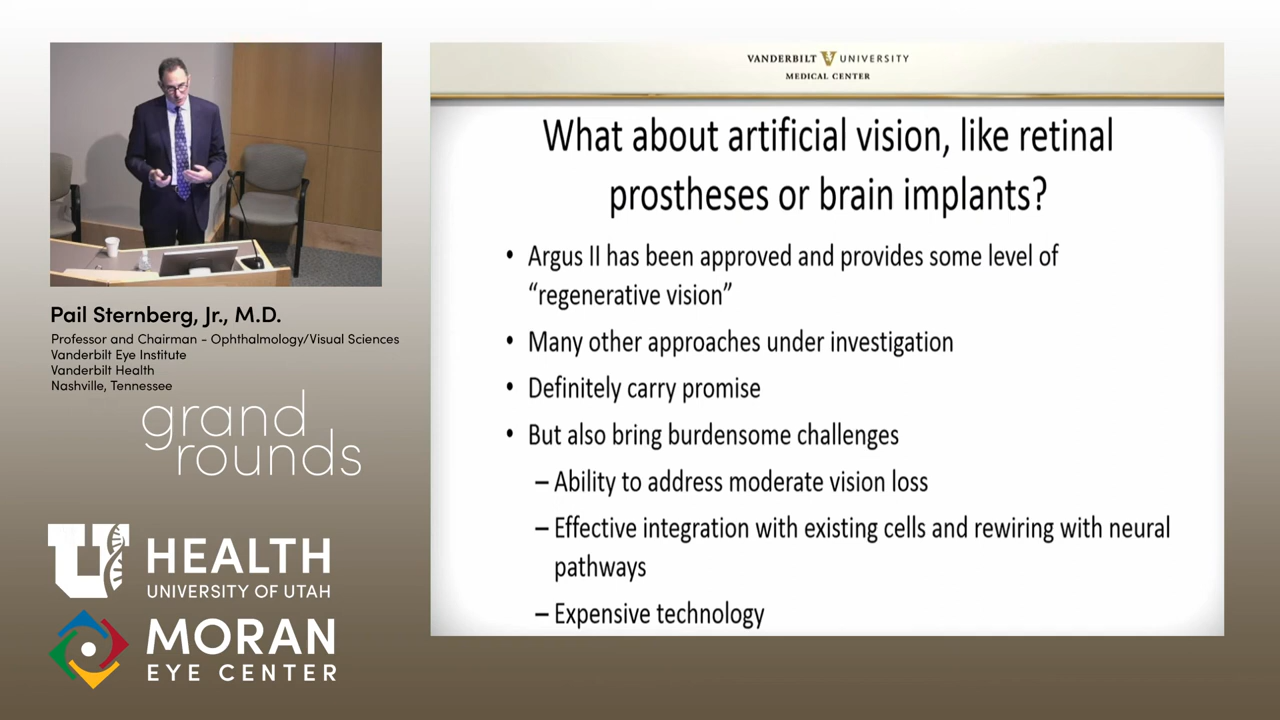 VANDERBILT UNIVERSITY
MEDICAL CENTER
What about artificial vision, like retinal
prostheses or brain implants?
• Argus II has been approved and provides some level of
“regenerative vision”
• Many other approaches under investigation
• Definitely carry promise
• But also bring burdensome challenges
– Ability to address moderate vision loss
– Effective integration with existing cells and rewiring with neural
pathways
– Expensive technology
Pail Sternberg, Jr., M.D.
Professor and Chairman - Ophthalmology/Visual Sciences
Vanderbilt Eye Institute
Vanderbilt Health
Nashville, Tennessee
grand
rounds
U HEALTH
UNIVERSITY OF UTAH
MORAN
EYE CENTER